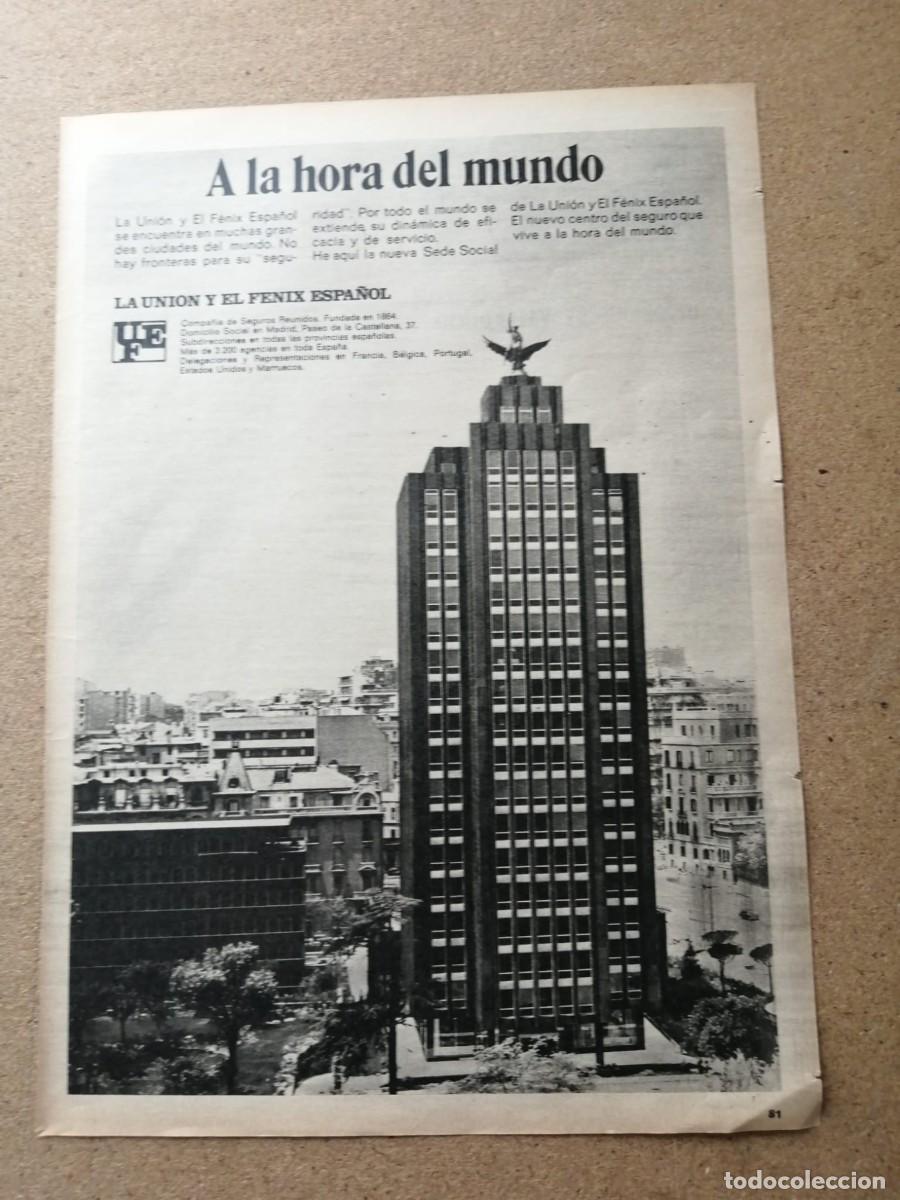 A la hora del mundo
La Unión y El Fénix Español
se encuentra en muchas gran-
des ciudades del mundo. No
hay fronteras para su "segu-
ridad". Por todo el mundo se
extiende, su dinámica de efi-
cacia y de servicio.
He aquí la nueva Sede Social
de La Unión y El Fénix Español.
El nuevo centro del seguro que
vive a la hora del mundo.
LA UNION Y EL FENIX ESPAÑOL
UEF
Compañía de Seguros Reunidos. Fundada en 1864.
Domicilio Social en Madrid, Paseo de la Castellana, 37.
Subdirecciones en todas las provincias españolas.
Más de 3.200 agencias en toda España.
Delegaciones y Representaciones en Francia, Bélgica, Portugal,
Estados Unidos y Marruecos.
81
todocoleccion